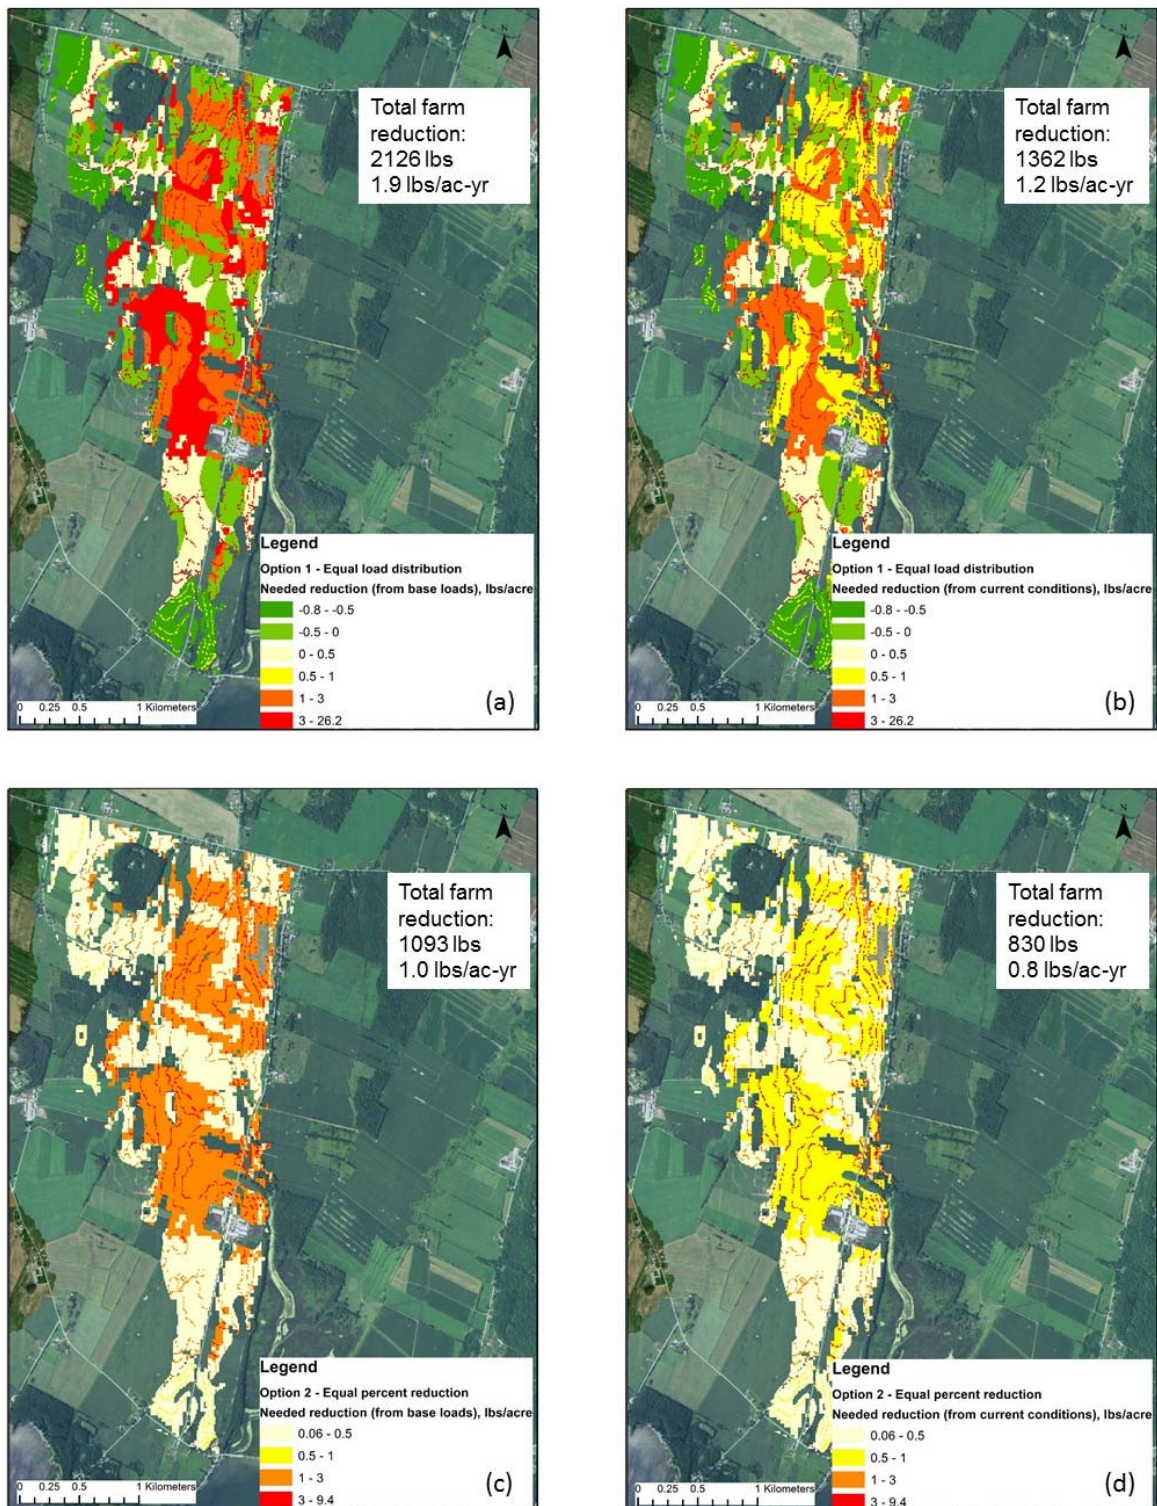 N
Total farm
reduction:
2126 lbs
1.9 lbs/ac-yr
Legend
Option 1 - Equal load distribution
Needed reduction (from base loads), lbs/acre
-0.8 - -0.5
-0.5 - 0
0 - 0.5
0.5 - 1
1 - 3
3 - 26.2
0 0.25 0.5 1 Kilometers
(a)
N
Total farm
reduction:
1362 lbs
1.2 lbs/ac-yr
Legend
Option 1 - Equal load distribution
Needed reduction (from current conditions), lbs/acre
-0.8 - -0.5
-0.5 - 0
0 - 0.5
0.5 - 1
1 - 3
3 - 26.2
0 0.25 0.5 1 Kilometers
(b)
N
Total farm
reduction:
1093 lbs
1.0 lbs/ac-yr
Legend
Option 2 - Equal percent reduction
Needed reduction (from base loads), lbs/acre
0.06 - 0.5
0.5 - 1
1 - 3
3 - 9.4
0 0.25 0.5 1 Kilometers
(c)
N
Total farm
reduction:
830 lbs
0.8 lbs/ac-yr
Legend
Option 2 - Equal percent reduction
Needed reduction (from current conditions), lbs/acre
0.06 - 0.5
0.5 - 1
1 - 3
3 - 9.4
0 0.25 0.5 1 Kilometers
(d)